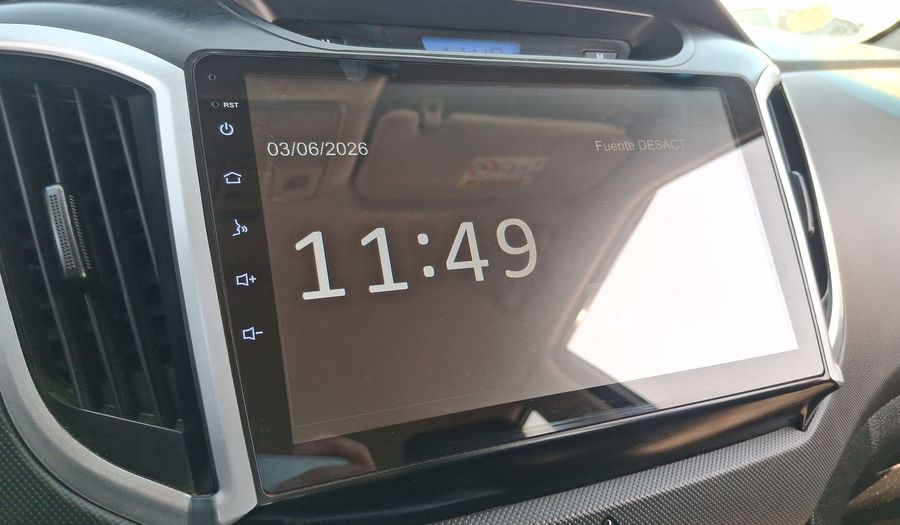 RST
03/06/2026
Fuente DESACT
11:49